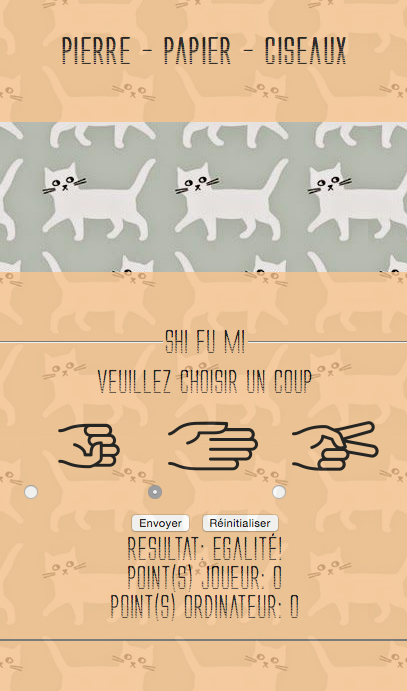 PIERRE - PAPIER - CISEAUX
SHI FU MI
VEUILLEZ CHOISIR UN COUP
Envoyer Réinitialiser
RESULTAT: EGALITÉ!
POINT(S) JOUEUR: 0
POINT(S) ORDINATEUR: 0